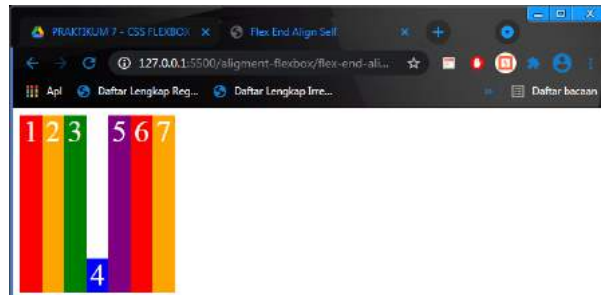 PRAKTIKUM 7 - CSS FLEXBOX
Flex End Align Self
127.0.0.1:5500/aligment-flexbox/flex-end-ali...
Apl
Daftar Lengkap Reg...
Daftar Lengkap Irre...
Daftar bacaan
1 2 3 5 6 7
4